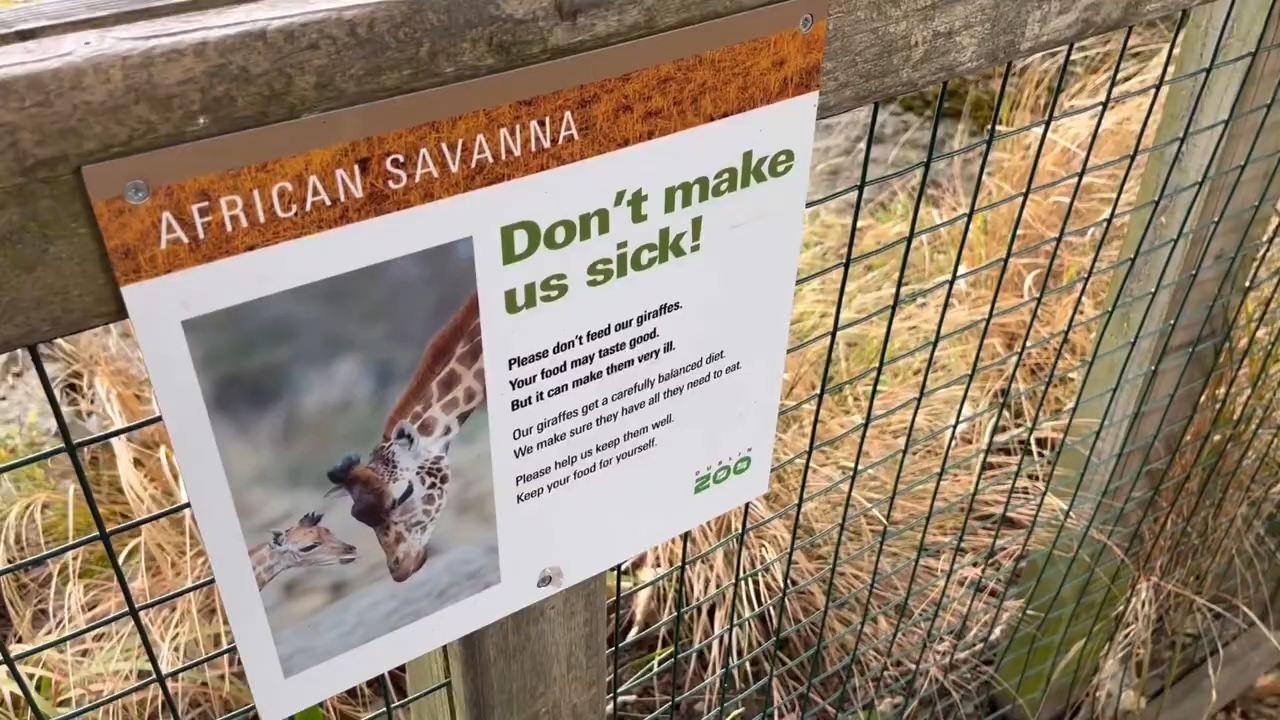 AFRICAN SAVANNA
Don't make
us sick!
Please don't feed our giraffes.
Your food may taste good.
But it can make them very ill.
Our giraffes get a carefully balanced diet.
We make sure they have all they need to eat.
Please help us keep them well.
Keep your food for yourself.
DUBLIN
ZOO